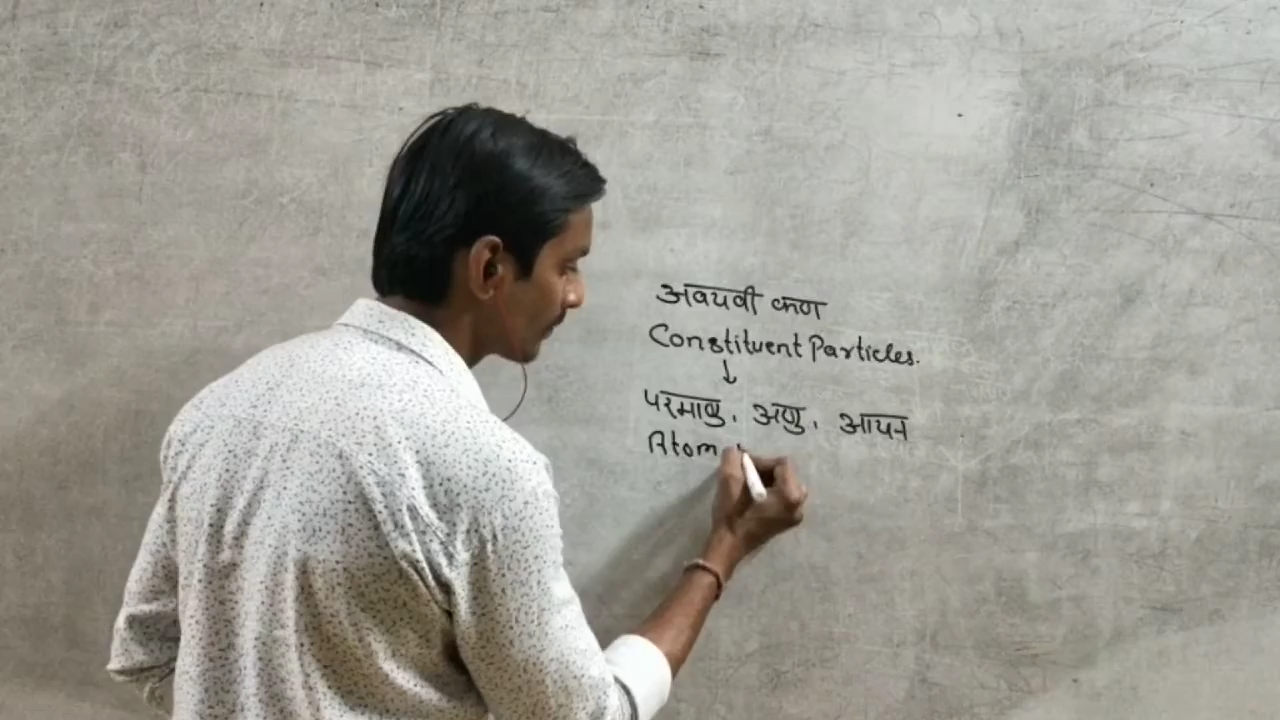 अवयवी कण
Constituent Particles.
↓
परमाणु, अणु, आयन
Atom